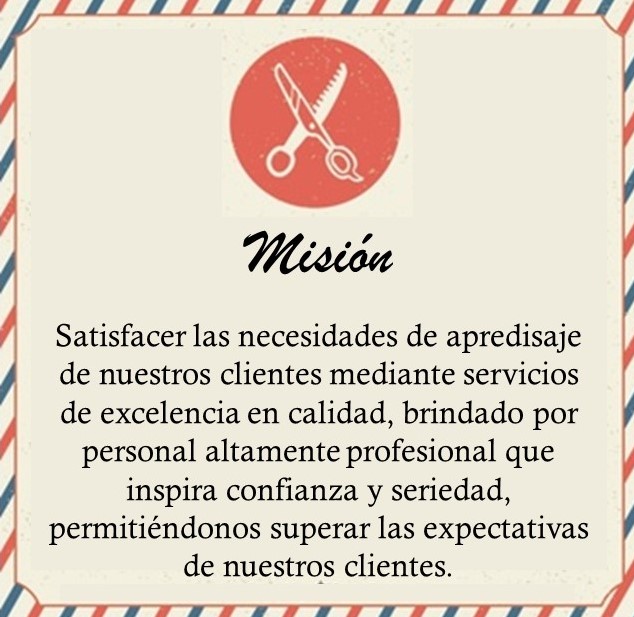 Misión
Satisfacer las necesidades de apredisaje
de nuestros clientes mediante servicios
de excelencia en calidad, brindado por
personal altamente profesional que
inspira confianza y seriedad,
permitiéndonos superar las expectativas
de nuestros clientes.